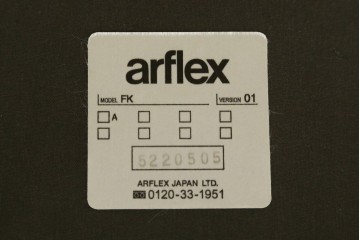 arflex
MODEL FK VERSION 01
A
5220505
ARFLEX JAPAN LTD.
0120-33-1951